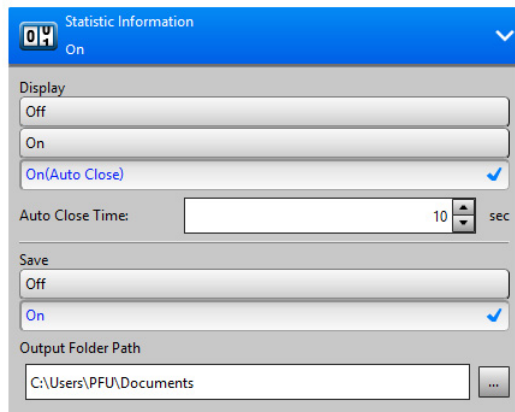 Statistic Information
On
Display
Off
On
On(Auto Close)
Auto Close Time: 10 sec
Save
Off
On
Output Folder Path
C:\Users\PFU\Documents ...